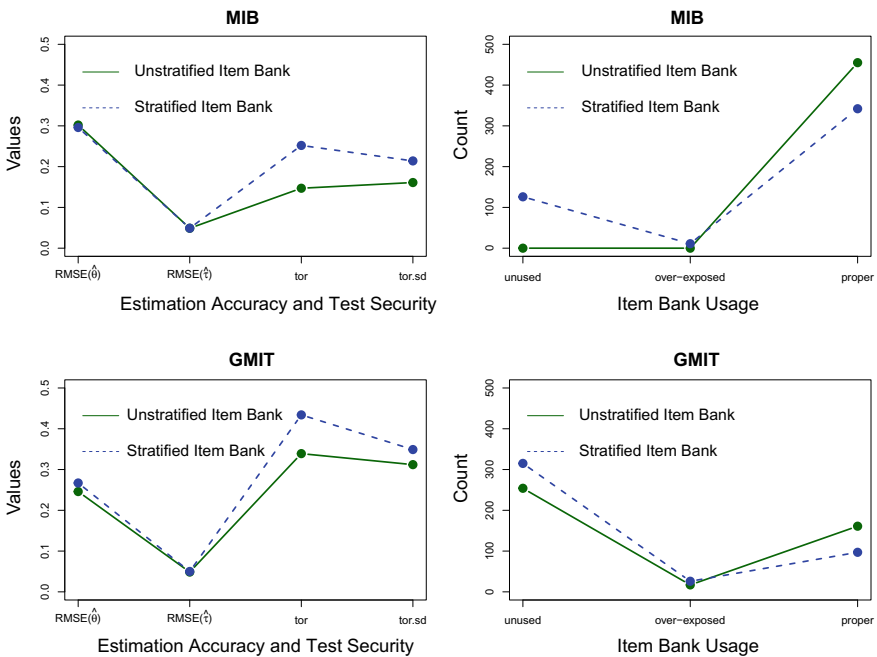 MIB
Values
0.0 0.1 0.2 0.3 0.4 0.5
Unstratified Item Bank
Stratified Item Bank
RMSE(θ̂) RMSE(τ̂) tor tor.sd
Estimation Accuracy and Test Security
MIB
Count
0 100 200 300 400 500
Unstratified Item Bank
Stratified Item Bank
unused over−exposed proper
Item Bank Usage
GMIT
Values
0.0 0.1 0.2 0.3 0.4 0.5
Unstratified Item Bank
Stratified Item Bank
RMSE(θ̂) RMSE(τ̂) tor tor.sd
Estimation Accuracy and Test Security
GMIT
Count
0 100 200 300 400 500
Unstratified Item Bank
Stratified Item Bank
unused over−exposed proper
Item Bank Usage